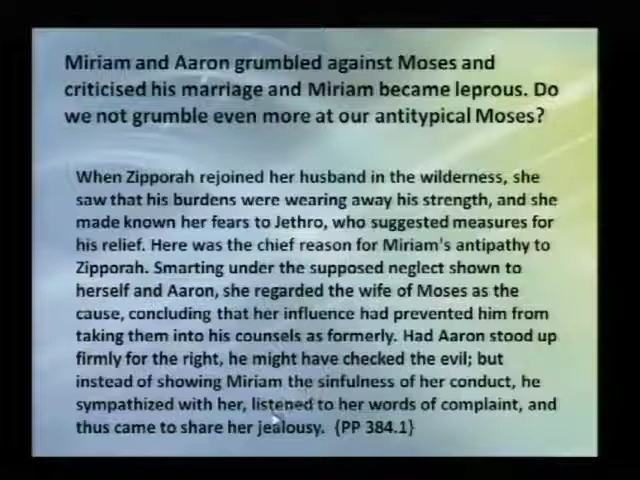 Miriam and Aaron grumbled against Moses and
criticised his marriage and Miriam became leprous. Do
we not grumble even more at our antitypical Moses?
When Zipporah rejoined her husband in the wilderness, she
saw that his burdens were wearing away his strength, and she
made known her fears to Jethro, who suggested measures for
his relief. Here was the chief reason for Miriam's antipathy to
Zipporah. Smarting under the supposed neglect shown to
herself and Aaron, she regarded the wife of Moses as the
cause, concluding that her influence had prevented him from
taking them into his counsels as formerly. Had Aaron stood up
firmly for the right, he might have checked the evil; but
instead of showing Miriam the sinfulness of her conduct, he
sympathized with her, listened to her words of complaint, and
thus came to share her jealousy. {PP 384.1}